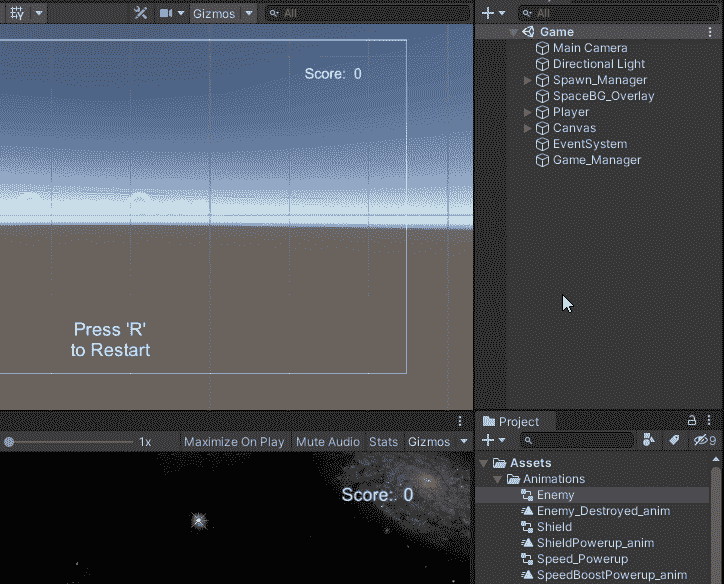 Gizmos
All
Score: 0
Press 'R'
to Restart
1x
Maximize On Play
Mute Audio
Stats
Gizmos
Score: 0
All
Game
Main Camera
Directional Light
Spawn_Manager
SpaceBG_Overlay
Player
Canvas
EventSystem
Game_Manager
Project
9
Assets
Animations
Enemy
Enemy_Destroyed_anim
Shield
ShieldPowerup_anim
Speed_Powerup
SpeedBoostPowerup_anim